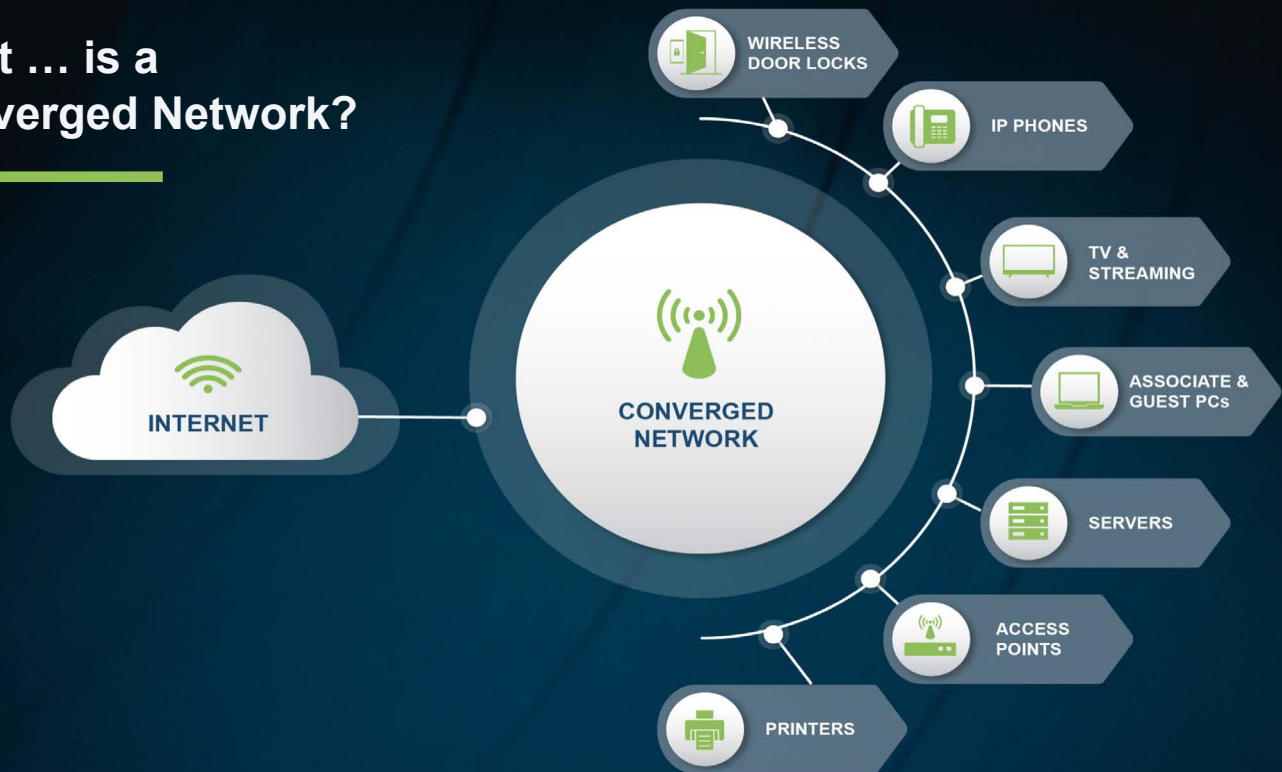 t … is a
verged Network?
WIRELESS
DOOR LOCKS
IP PHONES
TV &
STREAMING
INTERNET
CONVERGED
NETWORK
ASSOCIATE &
GUEST PCs
SERVERS
ACCESS
POINTS
PRINTERS